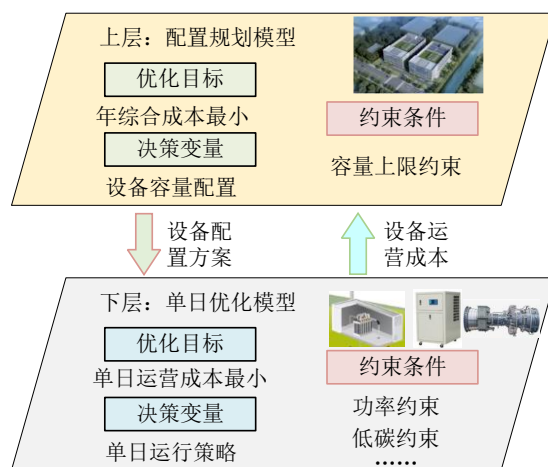 上层：配置规划模型
优化目标
年综合成本最小
决策变量
设备容量配置
约束条件
容量上限约束
设备配
置方案
设备运
营成本
下层：单日优化模型
优化目标
单日运营成本最小
决策变量
单日运行策略
约束条件
功率约束
低碳约束
……